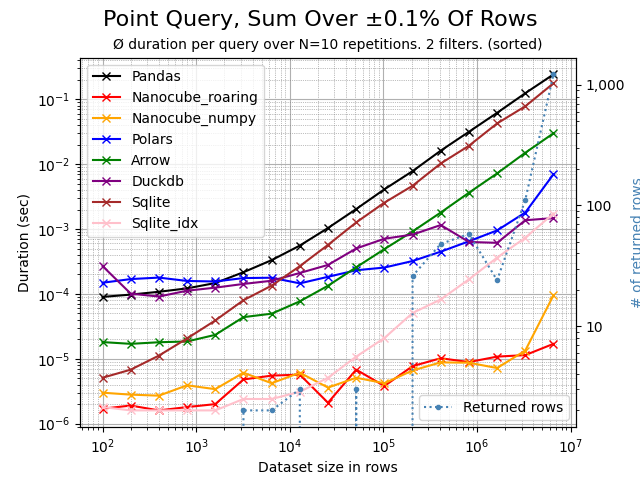 Point Query, Sum Over ±0.1% Of Rows
Ø duration per query over N=10 repetitions. 2 filters. (sorted)
Pandas
Nanocube_roaring
Nanocube_numpy
Polars
Arrow
Duckdb
Sqlite
Sqlite_idx
Returned rows
Duration (sec)
10⁻¹
10⁻²
10⁻³
10⁻⁴
10⁻⁵
10⁻⁶
10²
10³
10⁴
10⁵
10⁶
10⁷
Dataset size in rows
1,000
100
10
# of returned rows